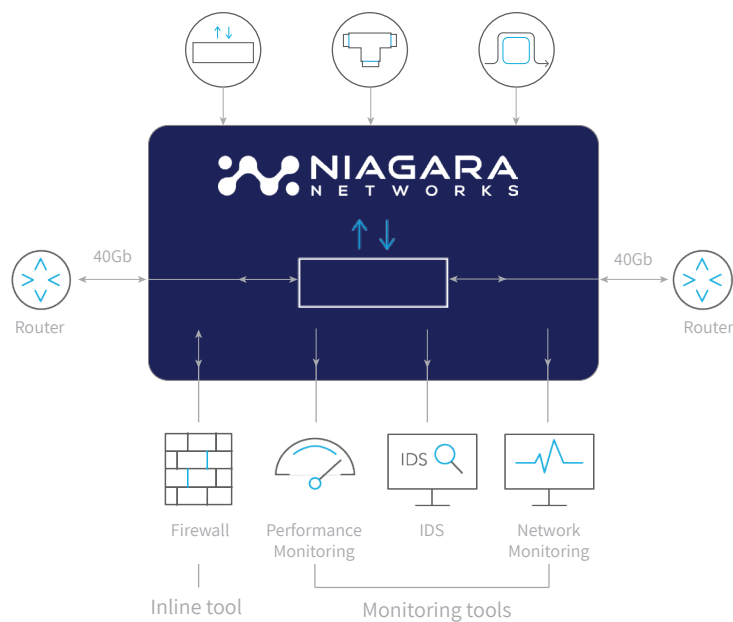 NIAGARA
NETWORKS
40Gb
40Gb
Router
Router
IDS
Firewall
Performance
Monitoring
IDS
Network
Monitoring
Inline tool
Monitoring tools